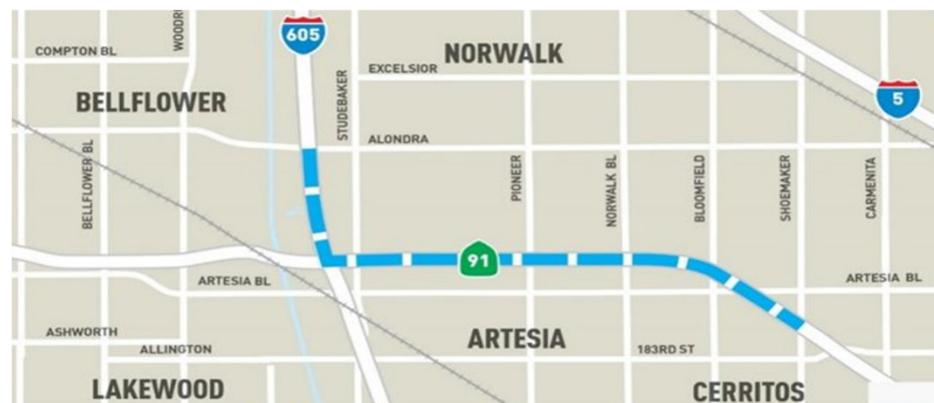 605
WOODRU
COMPTON BL
NORWALK
EXCELSIOR
5
BELLFLOWER
STUDEBAKER
ALONDRA
BELLFLOWER BL
PIONEER
NORWALK BL
BLOOMFIELD
SHOEMAKER
CARMENITA
91
ARTESIA BL
ARTESIA BL
ASHWORTH
ARTESIA
ALLINGTON
183RD ST
LAKEWOOD
CERRITOS